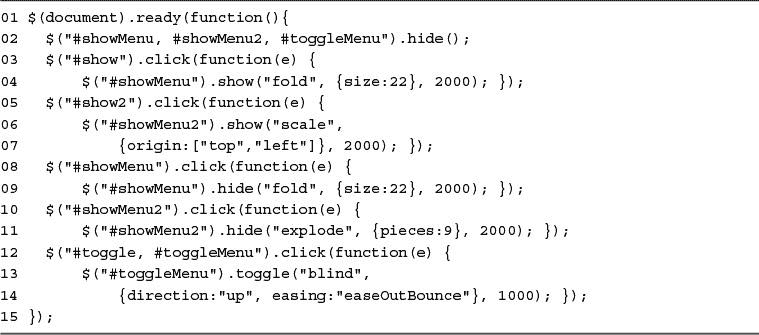 01 $(document).ready(function(){
02   $("#showMenu, #showMenu2, #toggleMenu").hide();
03   $("#show").click(function(e) {
04       $("#showMenu").show("fold", {size:22}, 2000); });
05   $("#show2").click(function(e) {
06       $("#showMenu2").show("scale",
07           {origin:["top","left"]}, 2000); });
08   $("#showMenu").click(function(e) {
09       $("#showMenu").hide("fold", {size:22}, 2000); });
10   $("#showMenu2").click(function(e) {
11       $("#showMenu2").hide("explode", {pieces:9}, 2000); });
12   $("#toggle, #toggleMenu").click(function(e) {
13       $("#toggleMenu").toggle("blind",
14           {direction:"up", easing:"easeOutBounce"}, 1000); });
15 });